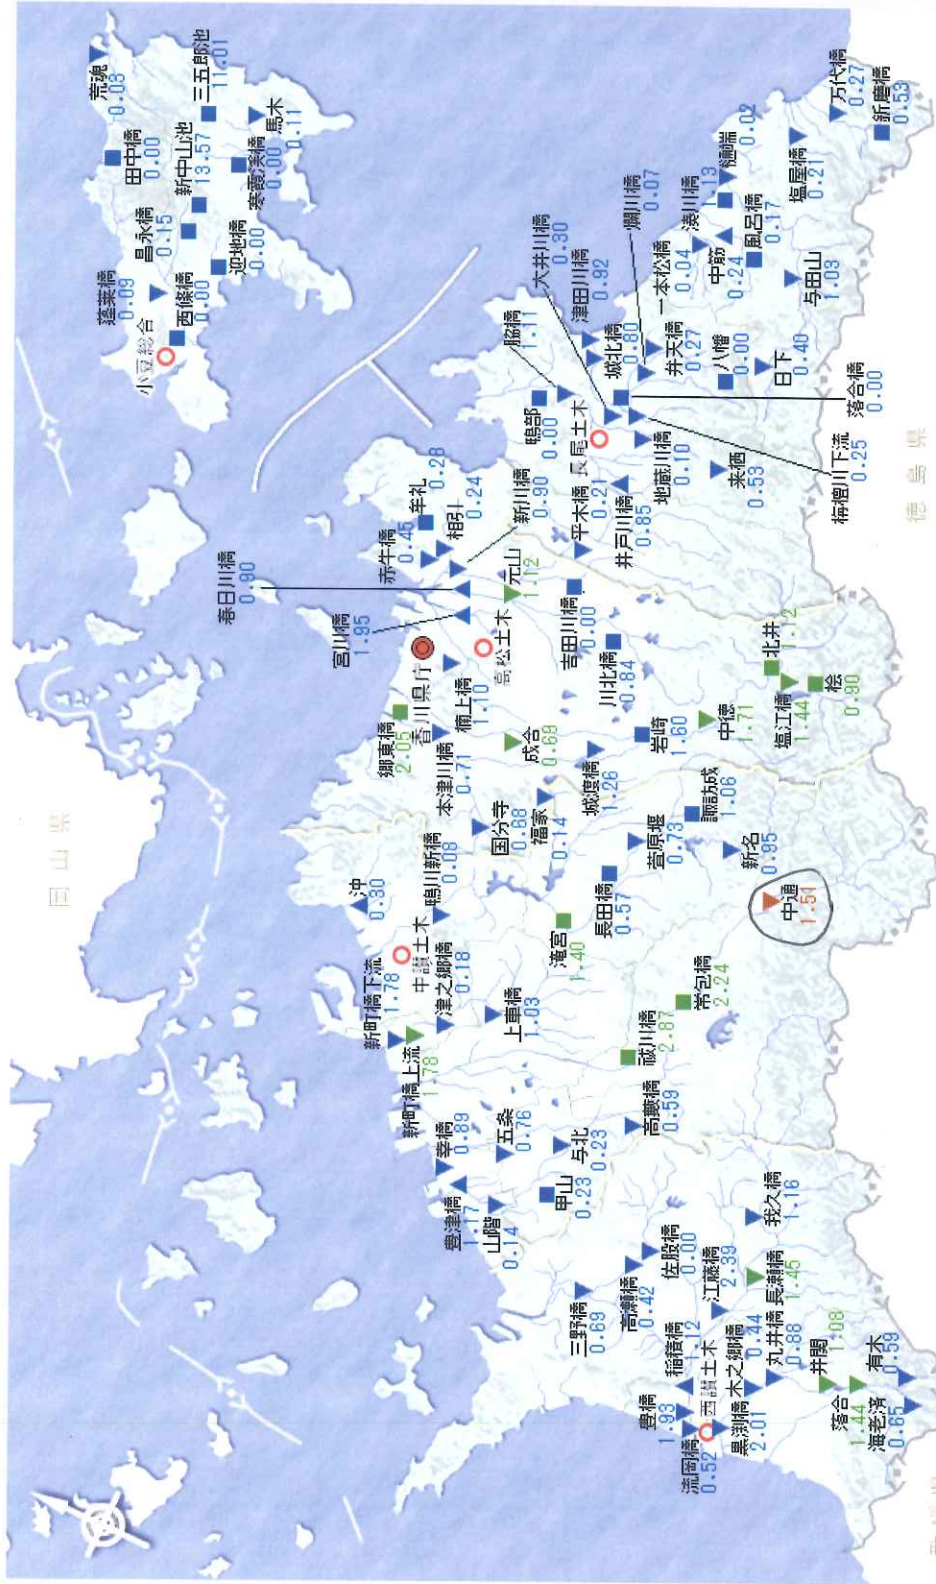 岡山県
徳島県
荒魂
0.08
三五郎池
11.01
田中橋
0.00
新中山池
13.57
馬木
0.11
寒霞渓橋
0.00
昌永橋
0.15
迎地橋
0.00
蓬莱橋
0.09
西條橋
0.00
小豆総合
万代橋
0.27
新磨橋
0.53
樋端
0.02
塩屋橋
0.21
湊川橋
1.13
風呂橋
0.17
中筋
0.24
与田山
1.03
一本松橋
0.04
爛川橋
0.07
六井川橋
0.30
津田川橋
0.92
脇橋
1.11
城北橋
0.80
弁天橋
0.27
八幡
0.00
日下
0.40
落合橋
0.00
鴨部
0.00
長尾土木
地蔵川橋
0.10
来栖
0.53
栴檀川下流
0.25
平木橋
0.21
井戸川橋
0.85
新川橋
0.90
牟礼
0.28
相引
0.24
赤牛橋
0.45
春日川橋
0.90
宮川橋
1.95
元山
1.12
吉田川橋
0.00
香川県庁
高松土木
楠上橋
1.10
川北橋
0.84
北井
1.12
塩江橋
1.44
桧
0.90
郷東橋
2.05
本津川橋
0.71
成合
0.69
岩崎
1.60
中徳
1.71
城渡橋
1.26
国分寺
0.88
福家
0.14
諏訪成
1.06
萱原堰
0.73
新名
0.95
沖
0.30
鴨川新橋
0.08
長田橋
0.57
中通
1.51
滝宮
1.40
中讃土木
新町橋下流
1.78
津之郷橋
0.18
上車橋
1.03
常包橋
2.24
新町橋上流
1.78
祓川橋
2.87
幸橋
0.89
五条
0.76
与北
0.23
高藪橋
0.59
豊津橋
1.17
山階
0.14
甲山
0.23
我久橋
1.16
三野橋
0.69
高瀬橋
0.42
佐股橋
0.00
江藤橋
2.39
長瀬橋
1.45
稲積橋
1.12
西讃土木
木之郷橋
0.44
丸井橋
0.88
井関
1.08
有木
0.59
豊橋
1.93
流岡橋
0.52
黒渕橋
2.01
落合
1.44
海老済
0.65